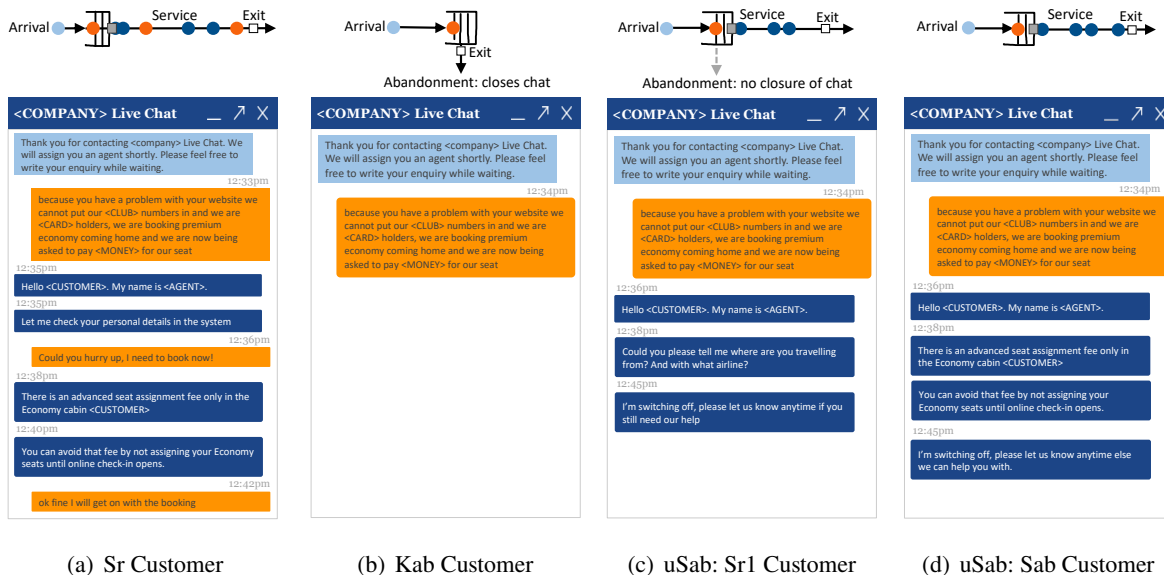 Arrival
Service
Exit
<COMPANY> Live Chat
Thank you for contacting <company> Live Chat. We
will assign you an agent shortly. Please feel free to
write your enquiry while waiting.
12:33pm
because you have a problem with your website we
cannot put our <CLUB> numbers in and we are
<CARD> holders, we are booking premium
economy coming home and we are now being
asked to pay <MONEY> for our seat
12:35pm
Hello <CUSTOMER>. My name is <AGENT>.
12:35pm
Let me check your personal details in the system
12:36pm
Could you hurry up, I need to book now!
12:38pm
There is an advanced seat assignment fee only in the
Economy cabin <CUSTOMER>
12:40pm
You can avoid that fee by not assigning your Economy
seats until online check-in opens.
12:42pm
ok fine I will get on with the booking
(a) Sr Customer
Arrival
Exit
Abandonment: closes chat
<COMPANY> Live Chat
Thank you for contacting <company> Live Chat.
We will assign you an agent shortly. Please feel
free to write your enquiry while waiting.
12:34pm
because you have a problem with your website we
cannot put our <CLUB> numbers in and we are
<CARD> holders, we are booking premium
economy coming home and we are now being
asked to pay <MONEY> for our seat
(b) Kab Customer
Arrival
Service
Exit
Abandonment: no closure of chat
<COMPANY> Live Chat
Thank you for contacting <company> Live Chat.
We will assign you an agent shortly. Please feel
free to write your enquiry while waiting.
12:34pm
because you have a problem with your website we
cannot put our <CLUB> numbers in and we are
<CARD> holders, we are booking premium
economy coming home and we are now being
asked to pay <MONEY> for our seat
12:36pm
Hello <CUSTOMER>. My name is <AGENT>.
12:38pm
Could you please tell me where are you travelling
from? And with what airline?
12:45pm
I'm switching off, please let us know anytime if you
still need our help
(c) uSab: Sr1 Customer
Arrival
Service
Exit
<COMPANY> Live Chat
Thank you for contacting <company> Live Chat.
We will assign you an agent shortly. Please feel
free to write your enquiry while waiting.
12:34pm
because you have a problem with your website we
cannot put our <CLUB> numbers in and we are
<CARD> holders, we are booking premium
economy coming home and we are now being
asked to pay <MONEY> for our seat
12:36pm
Hello <CUSTOMER>. My name is <AGENT>.
12:38pm
There is an advanced seat assignment fee only in
the Economy cabin <CUSTOMER>
You can avoid that fee by not assigning your
Economy seats until online check-in opens.
12:45pm
I'm switching off, please let us know anytime else
we can help you with.
(d) uSab: Sab Customer